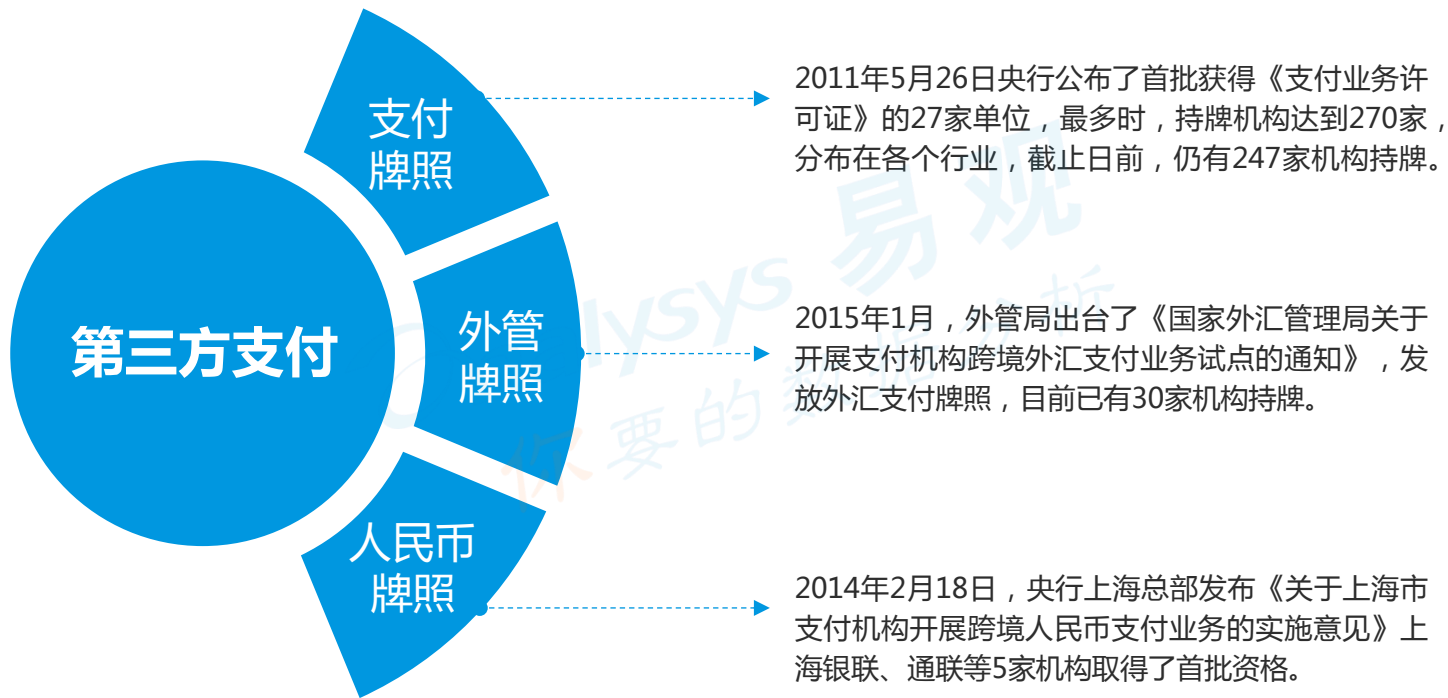 支付
牌照
2011年5月26日央行公布了首批获得《支付业务许
可证》的27家单位，最多时，持牌机构达到270家，
分布在各个行业，截止日前，仍有247家机构持牌。
第三方支付
外管
牌照
2015年1月，外管局出台了《国家外汇管理局关于
开展支付机构跨境外汇支付业务试点的通知》，发
放外汇支付牌照，目前已有30家机构持牌。
人民币
牌照
2014年2月18日，央行上海总部发布《关于上海市
支付机构开展跨境人民币支付业务的实施意见》上
海银联、通联等5家机构取得了首批资格。
lysys 易观
你要的数据分析